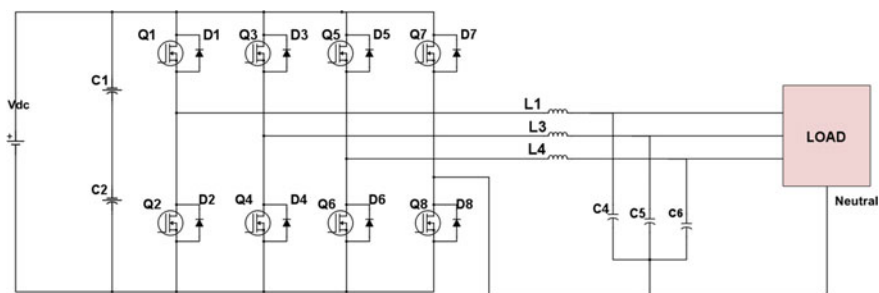 Q1 D1 Q3 D3 Q5 D5 Q7 D7
C1
Vdc
+
L1
L3
L4
LOAD
C2
Q2 D2 Q4 D4 Q6 D6 Q8 D8
C4 C5 C6
Neutral